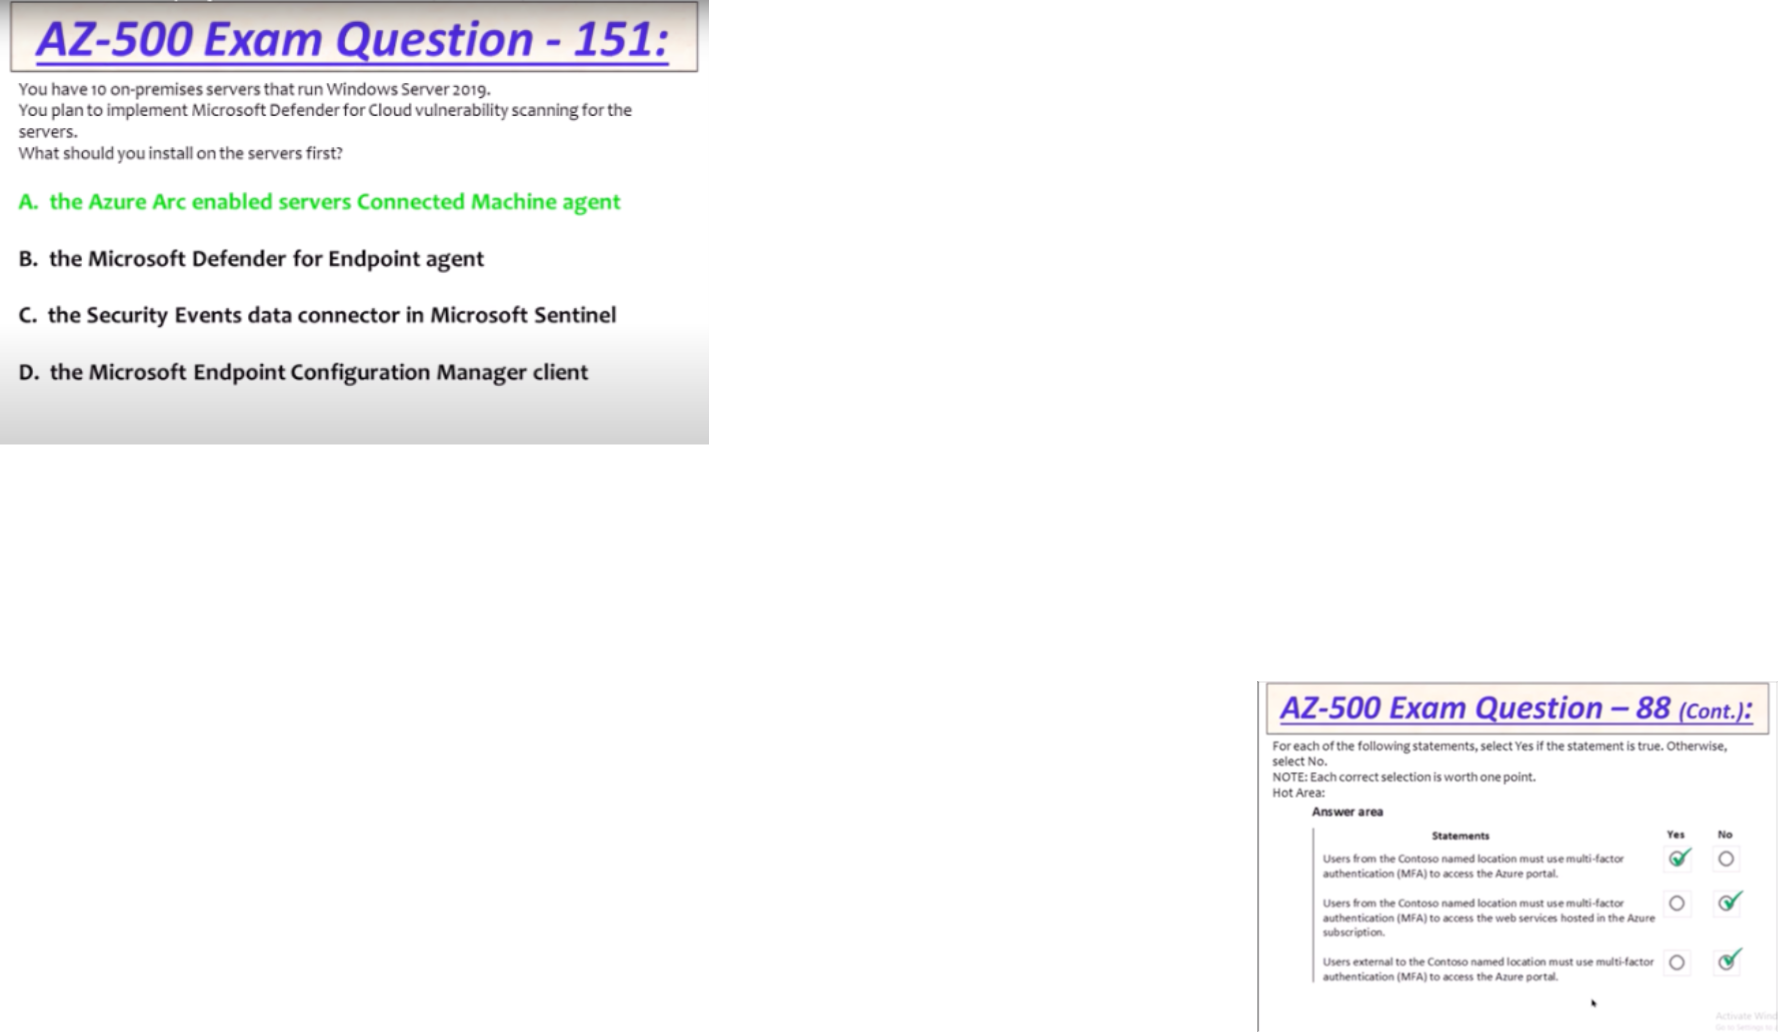 AZ-500 Exam Question - 151:
You have 10 on-premises servers that run Windows Server 2019.
You plan to implement Microsoft Defender for Cloud vulnerability scanning for the
servers.
What should you install on the servers first?
A. the Azure Arc enabled servers Connected Machine agent
B. the Microsoft Defender for Endpoint agent
C. the Security Events data connector in Microsoft Sentinel
D. the Microsoft Endpoint Configuration Manager client
AZ-500 Exam Question – 88 (Cont.):
For each of the following statements, select Yes if the statement is true. Otherwise,
select No.
NOTE: Each correct selection is worth one point.
Hot Area:
Answer area
Statements Yes No
Users from the Contoso named location must use multi-factor
authentication (MFA) to access the Azure portal.
Users from the Contoso named location must use multi-factor
authentication (MFA) to access the web services hosted in the Azure
subscription.
Users external to the Contoso named location must use multi-factor
authentication (MFA) to access the Azure portal.
Activate Wind